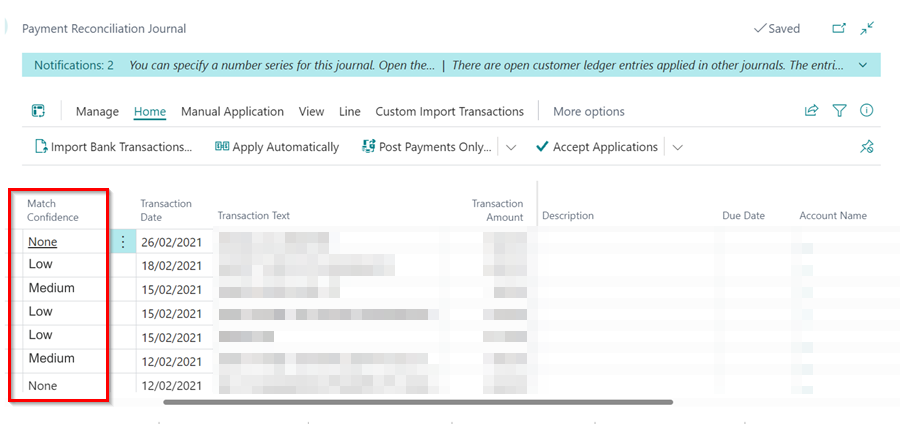 Payment Reconciliation Journal Saved
Notifications: 2 You can specify a number series for this journal. Open the... | There are open customer ledger entries applied in other journals. The entri...
Manage Home Manual Application View Line Custom Import Transactions More options
Import Bank Transactions... Apply Automatically Post Payments Only... Accept Applications
Match Confidence Transaction Date Transaction Text Transaction Amount Description Due Date Account Name
None 26/02/2021
Low 18/02/2021
Medium 15/02/2021
Low 15/02/2021
Low 15/02/2021
Medium 12/02/2021
None 12/02/2021